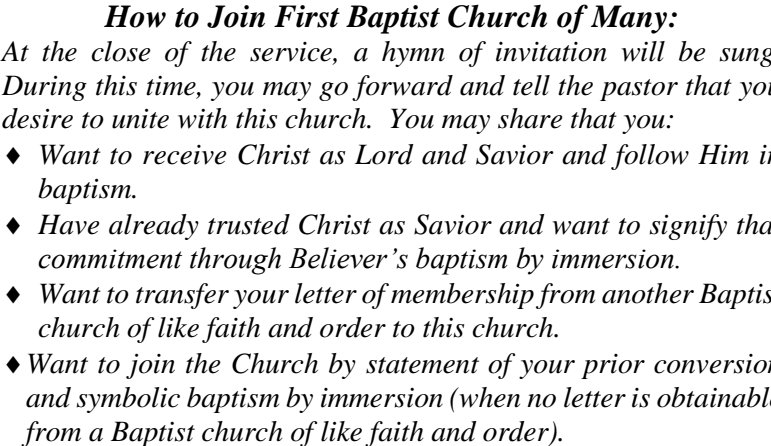 How to Join First Baptist Church of Many:
At the close of the service, a hymn of invitation will be sung
During this time, you may go forward and tell the pastor that you
desire to unite with this church. You may share that you:
♦ Want to receive Christ as Lord and Savior and follow Him in
baptism.
♦ Have already trusted Christ as Savior and want to signify tha
commitment through Believer's baptism by immersion.
♦ Want to transfer your letter of membership from another Baptis
church of like faith and order to this church.
♦ Want to join the Church by statement of your prior conversion
and symbolic baptism by immersion (when no letter is obtainable
from a Baptist church of like faith and order).